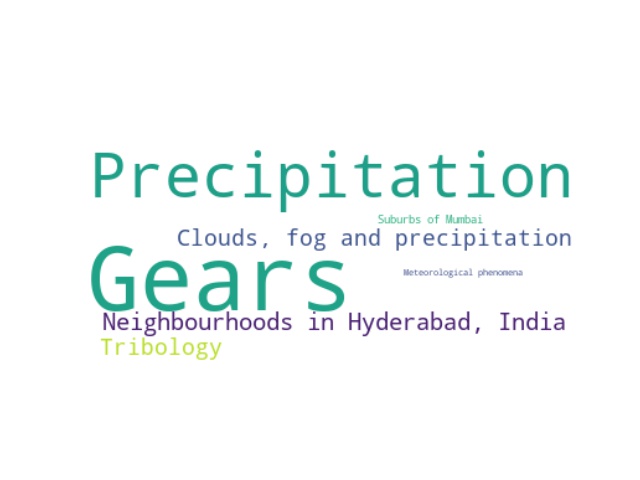 Precipitation
Suburbs of Mumbai
Clouds, fog and precipitation
Gears
Meteorological phenomena
Neighbourhoods in Hyderabad, India
Tribology